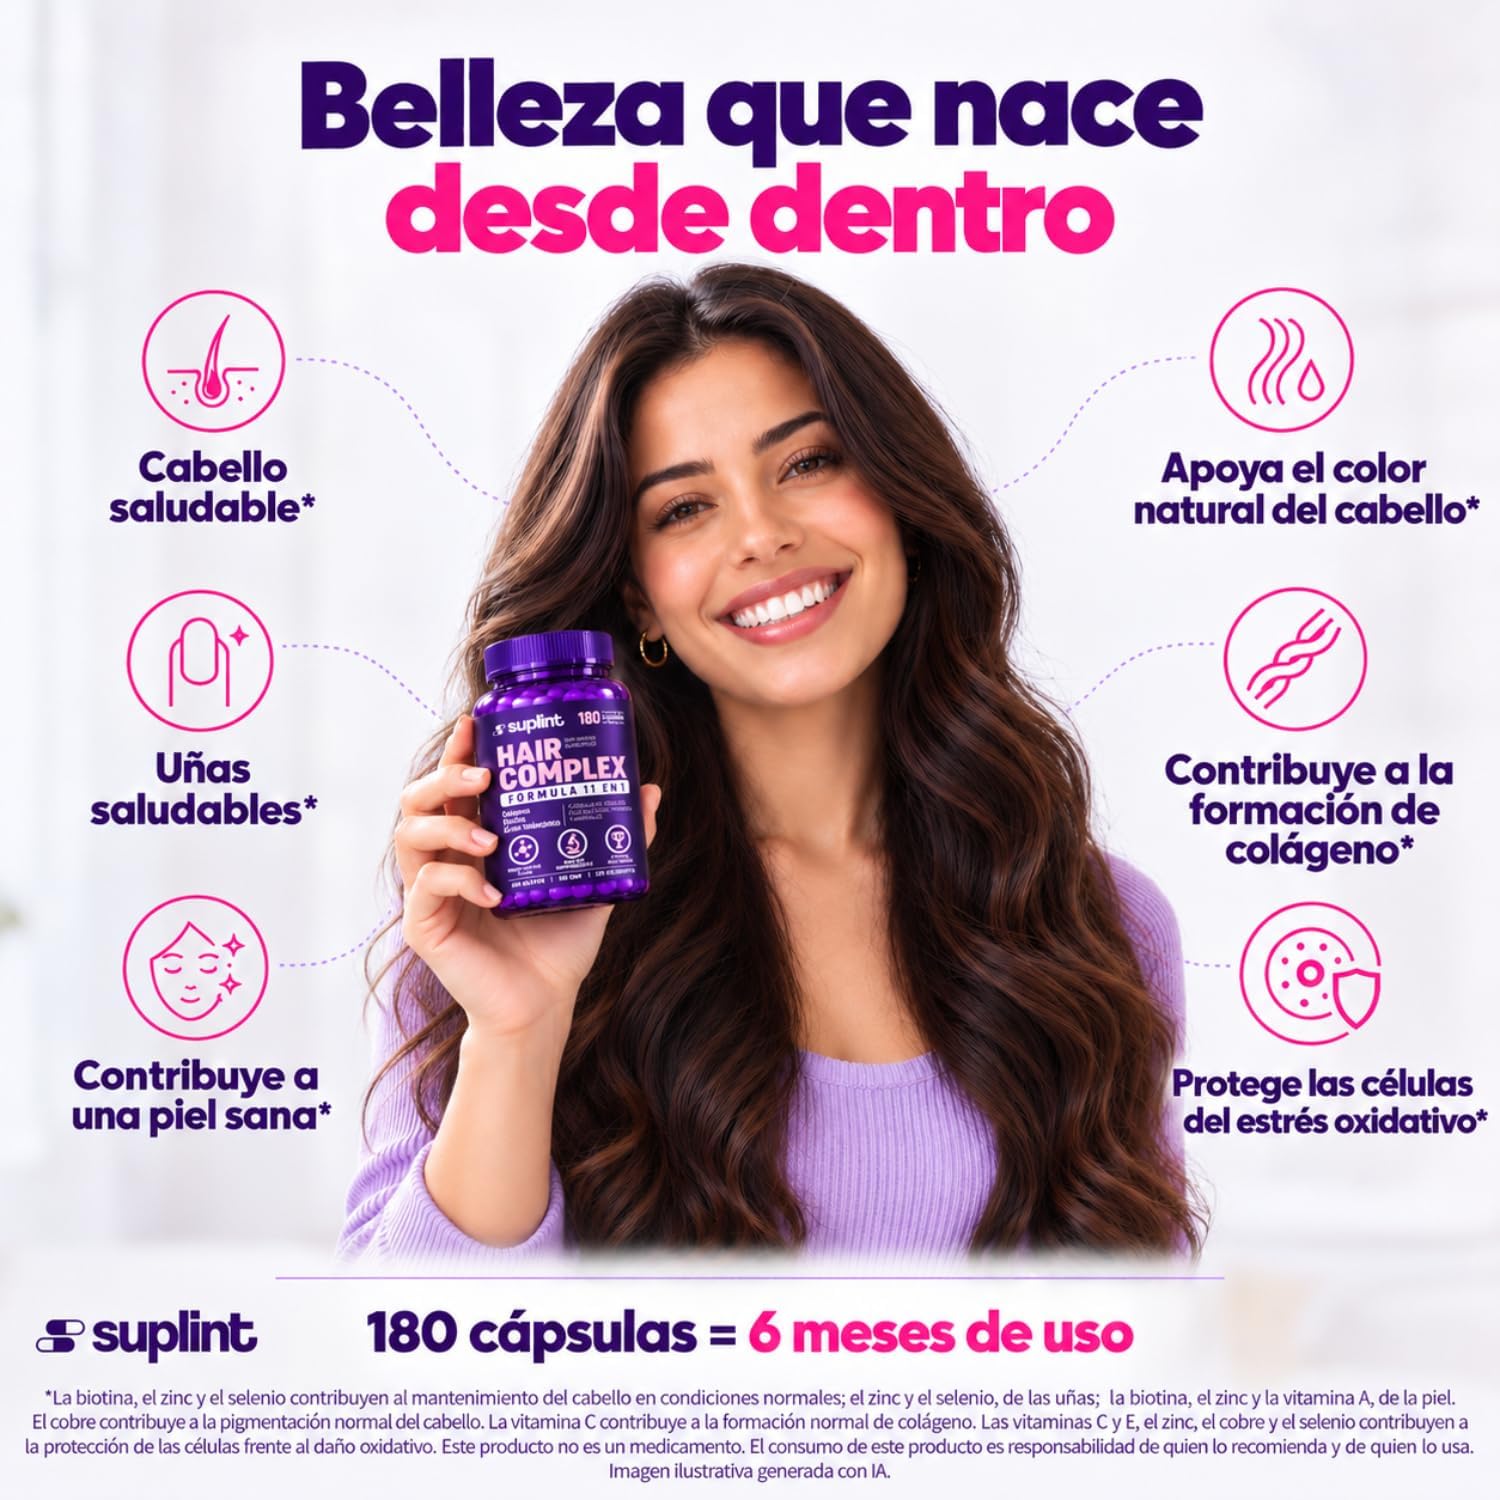 Belleza que nace
desde dentro
Cabello
saludable*
Apoya el color
natural del cabello*
Uñas
saludables*
Contribuye a la
formación de
colágeno*
Contribuye a
una piel sana*
Protege las células
del estrés oxidativo*
suplint 180
HAIR
COMPLEX
FORMULA 11 EN 1
suplint
180 cápsulas = 6 meses de uso
*La biotina, el zinc y el selenio contribuyen al mantenimiento del cabello en condiciones normales; el zinc y el selenio, de las uñas; la biotina, el zinc y la vitamina A, de la piel.
El cobre contribuye a la pigmentación normal del cabello. La vitamina C contribuye a la formación normal de colágeno. Las vitaminas C y E, el zinc, el cobre y el selenio contribuyen a
la protección de las células frente al daño oxidativo. Este producto no es un medicamento. El consumo de este producto es responsabilidad de quien lo recomienda y de quien lo usa.
Imagen ilustrativa generada con IA.